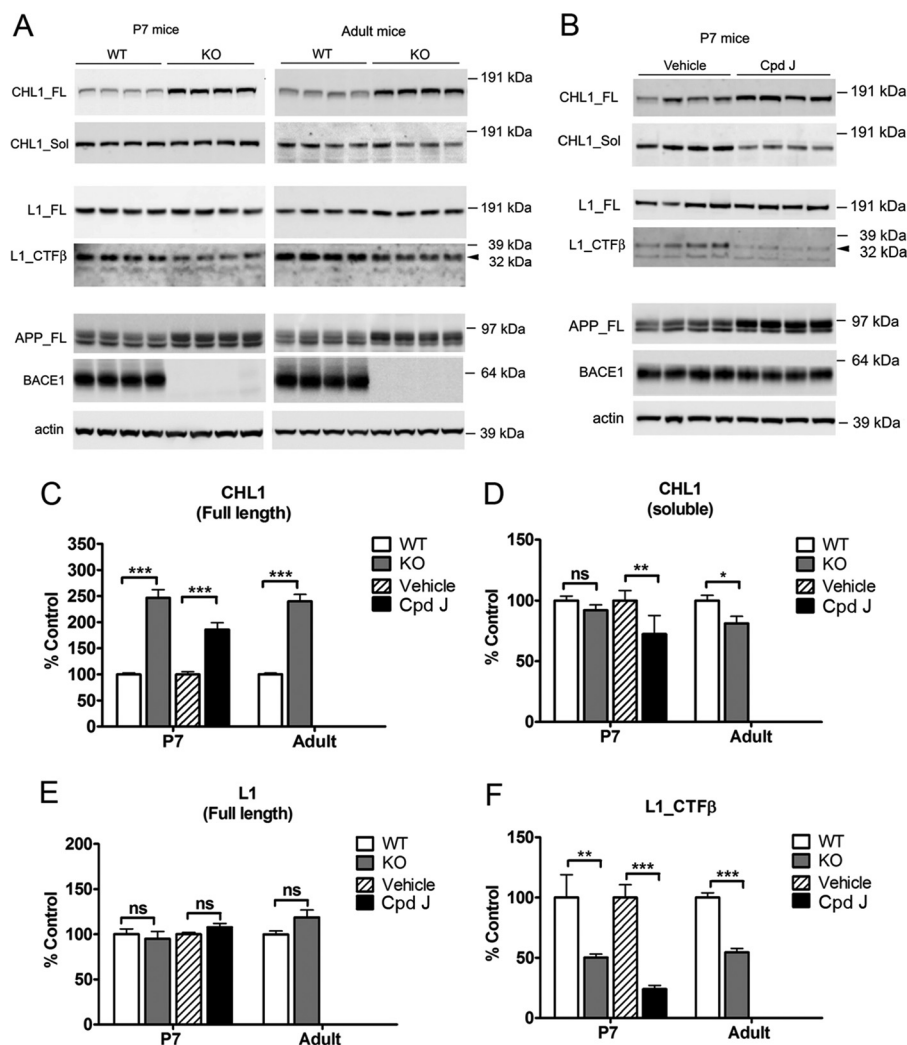 A
P7 mice
Adult mice
WT
KO
WT
KO
CHL1_FL
191 kDa
CHL1_Sol
191 kDa
L1_FL
191 kDa
L1_CTFβ
39 kDa
32 kDa
APP_FL
97 kDa
BACE1
64 kDa
actin
39 kDa
B
P7 mice
Vehicle
Cpd J
CHL1_FL
191 kDa
CHL1_Sol
191 kDa
L1_FL
191 kDa
L1_CTFβ
39 kDa
32 kDa
APP_FL
97 kDa
BACE1
64 kDa
actin
39 kDa
C
CHL1
(Full length)
% Control
350
300
250
200
150
100
50
0
***
***
***
P7
Adult
WT
KO
Vehicle
Cpd J
D
CHL1
(soluble)
% Control
150
100
50
0
ns
**
*
P7
Adult
WT
KO
Vehicle
Cpd J
E
L1
(Full length)
% Control
200
150
100
50
0
ns
ns
ns
P7
Adult
WT
KO
Vehicle
Cpd J
F
L1_CTFβ
% Control
150
100
50
0
**
***
***
P7
Adult
WT
KO
Vehicle
Cpd J